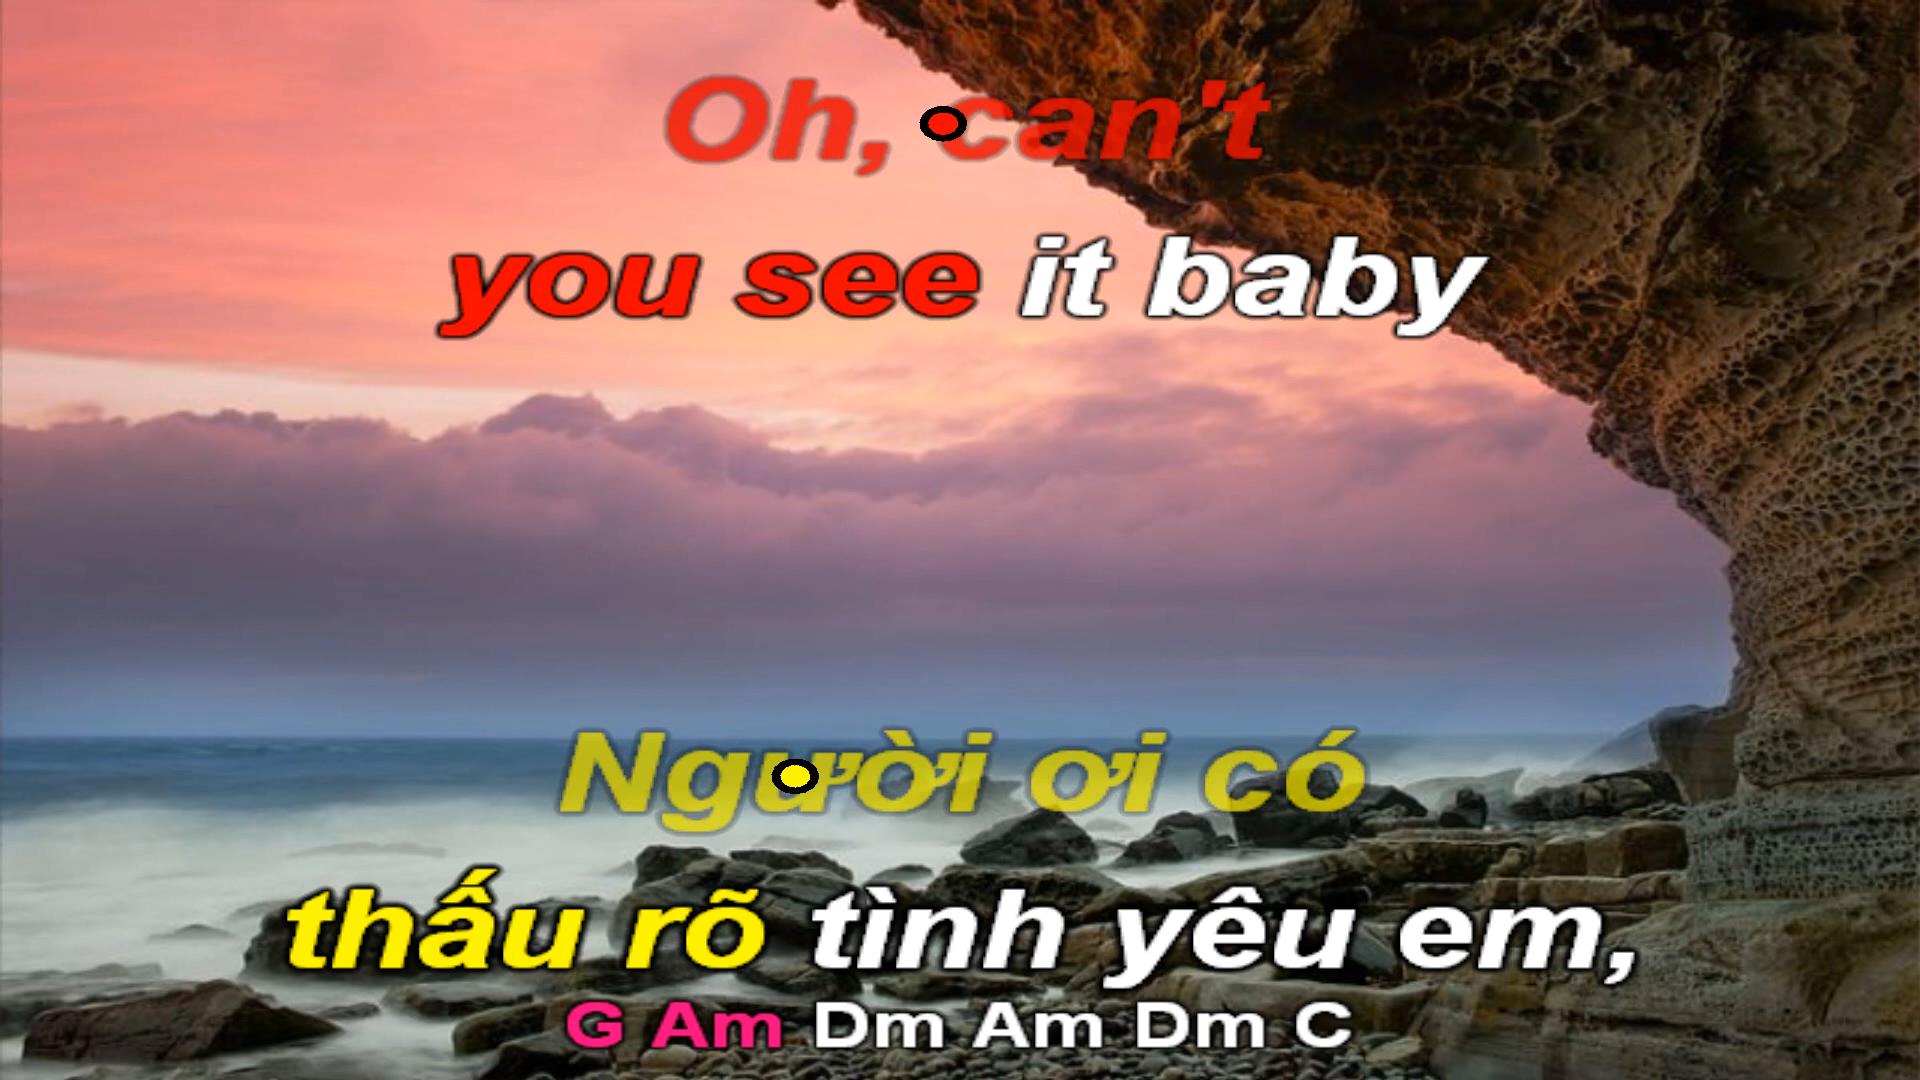 Oh, can't
you see it baby
Người ơi có
thấu rõ tình yêu em,
G Am Dm Am Dm C